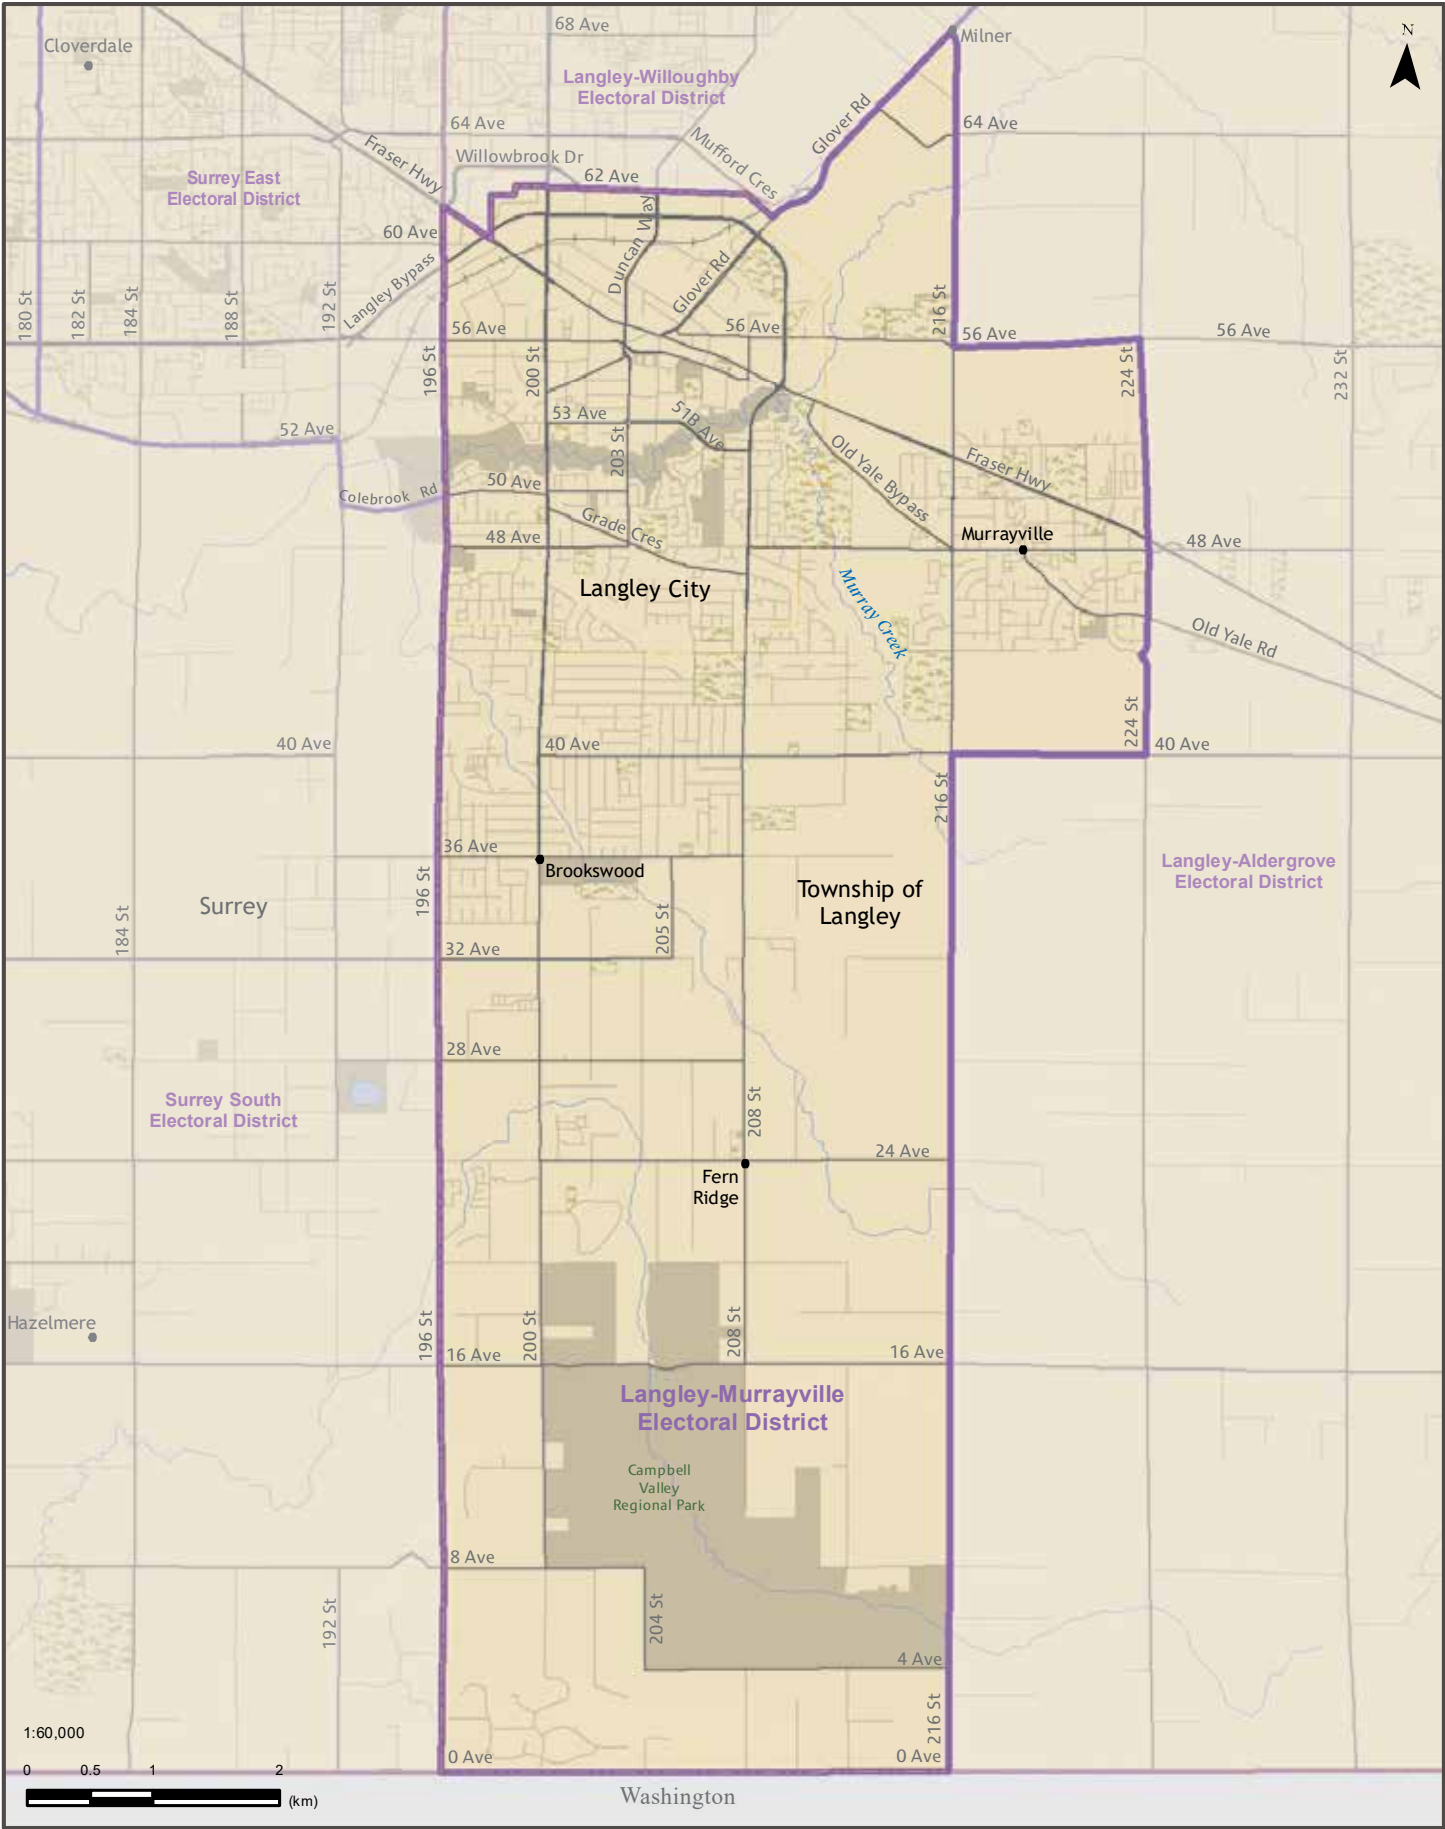 68 Ave
Cloverdale
Milner
N
Langley-Willoughby
Electoral District
64 Ave
64 Ave
Glover Rd
Mufford Cres
Fraser Hwy
Willowbrook Dr
62 Ave
Surrey East
Electoral District
60 Ave
Duncan Way
Glover Rd
Langley Bypass
180 St
182 St
184 St
188 St
192 St
216 St
56 Ave
56 Ave
56 Ave
56 Ave
196 St
200 St
224 St
232 St
53 Ave
51B Ave
52 Ave
203 St
Old Yale Bypass
Fraser Hwy
50 Ave
Colebrook Rd
Grade Cres
48 Ave
Murrayville
48 Ave
Langley City
Murray Creek
Old Yale Rd
224 St
40 Ave
40 Ave
40 Ave
216 St
36 Ave
Brookswood
Langley-Aldergrove
Electoral District
196 St
Township of
Langley
Surrey
184 St
205 St
32 Ave
28 Ave
Surrey South
Electoral District
208 St
24 Ave
Fern
Ridge
Hazelmere
196 St
200 St
208 St
16 Ave
16 Ave
Langley-Murrayville
Electoral District
Campbell
Valley
Regional Park
8 Ave
192 St
204 St
4 Ave
216 St
1:60,000
0 Ave
0 Ave
0 0.5 1 2
(km)
Washington